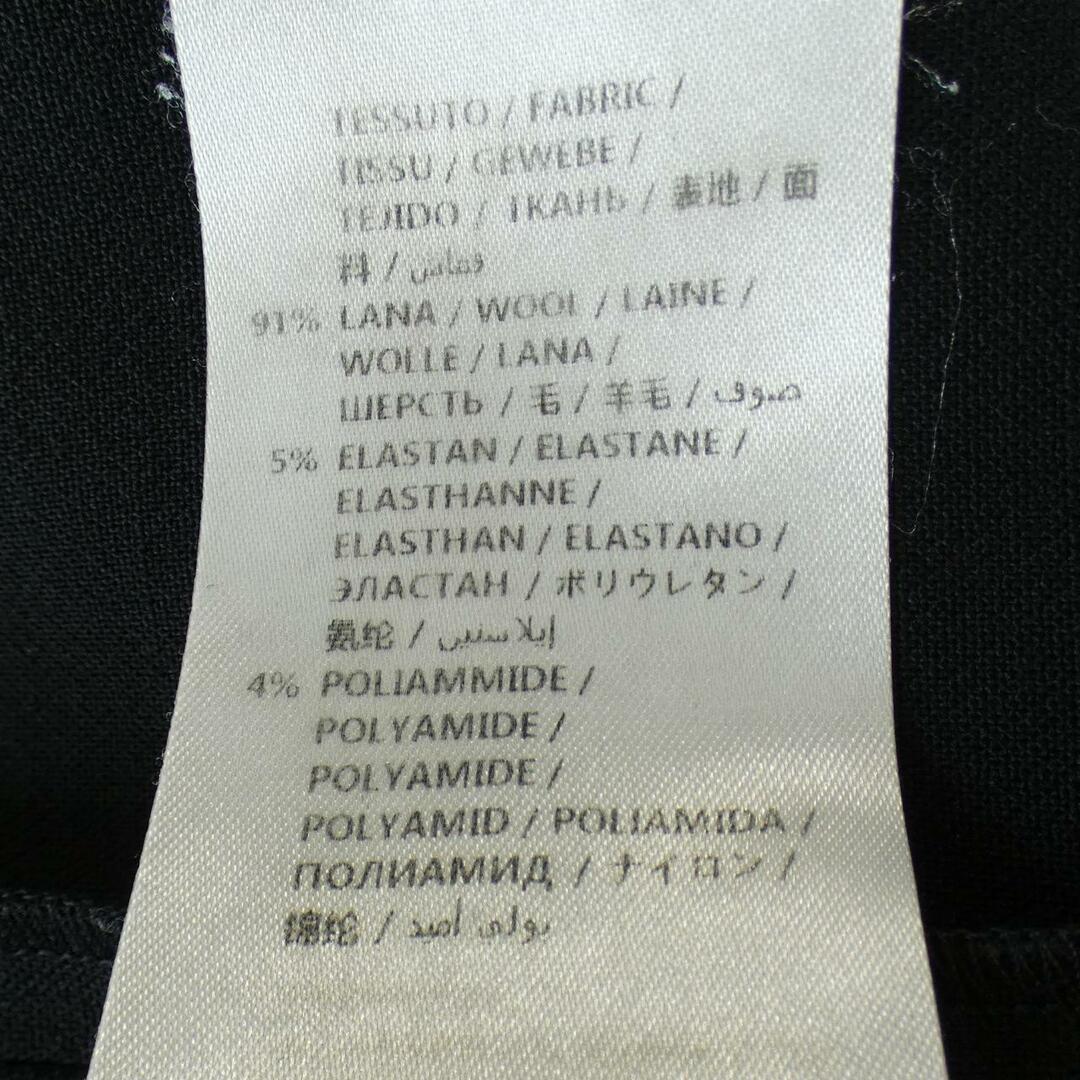 TESSUTO / FABRIC /
TISSU / GEWEBE /
TEJIDO / ТКАНЬ / 表地 / 面
料 / قماش
91% LANA / WOOL / LAINE /
WOLLE / LANA /
ШЕРСТЬ / 毛 / 羊毛 / صوف
5% ELASTAN / ELASTANE /
ELASTHANNE /
ELASTHAN / ELASTANO /
ЭЛАСТАН / ポリウレタン /
氨纶 / إيلاستين
4% POLIAMMIDE /
POLYAMIDE /
POLYAMIDE /
POLYAMID / POLIAMIDA /
ПОЛИАМИД / ナイロン /
锦纶 / بولي أميد